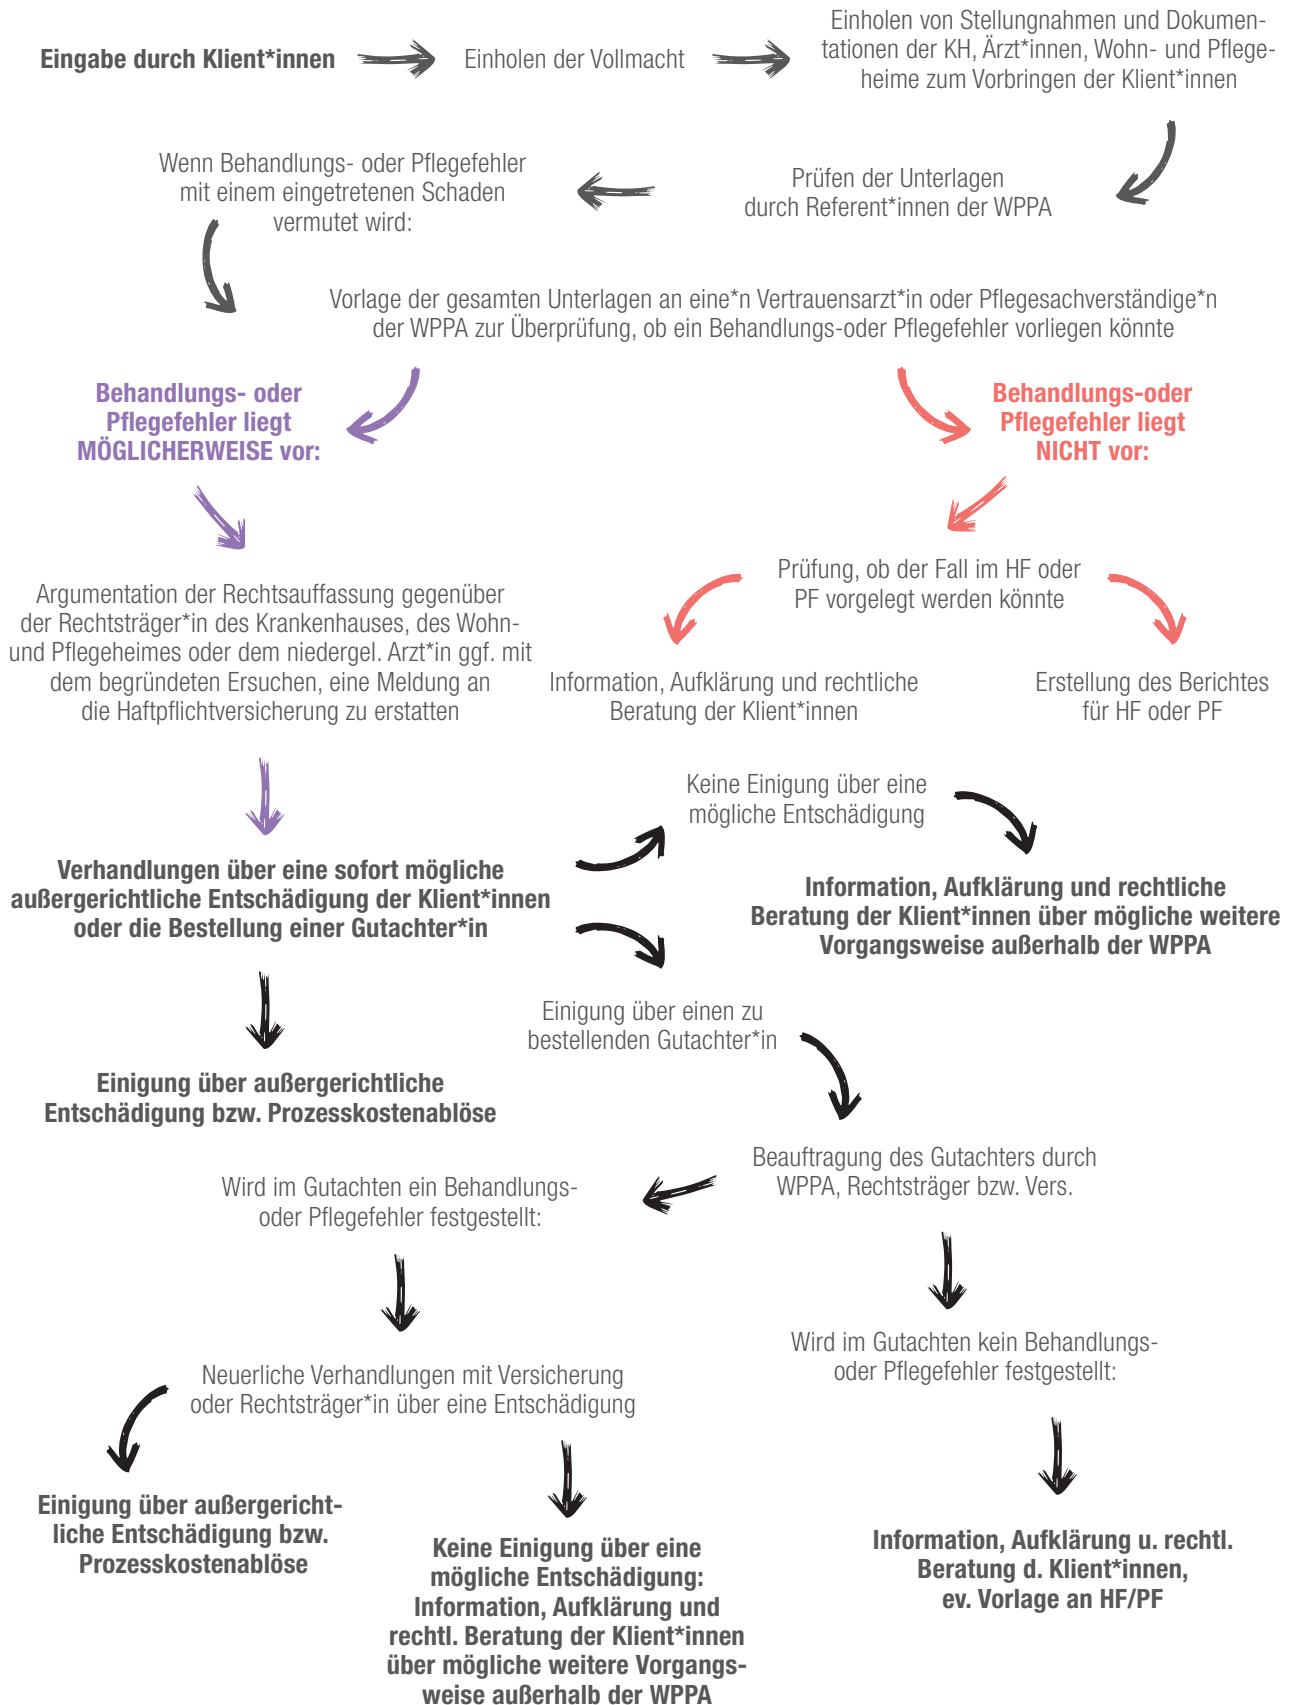 Eingabe durch Klient*innen
Einholen der Vollmacht
Einholen von Stellungnahmen und Dokumen-
tationen der KH, Ärzt*innen, Wohn- und Pflege-
heime zum Vorbringen der Klient*innen
Prüfen der Unterlagen
durch Referent*innen der WPPA
Wenn Behandlungs- oder Pflegefehler
mit einem eingetretenen Schaden
vermutet wird:
Vorlage der gesamten Unterlagen an eine*n Vertrauensarzt*in oder Pflegesachverständige*n
der WPPA zur Überprüfung, ob ein Behandlungs-oder Pflegefehler vorliegen könnte
Behandlungs- oder
Pflegefehler liegt
MÖGLICHERWEISE vor:
Behandlungs-oder
Pflegefehler liegt
NICHT vor:
Argumentation der Rechtsauffassung gegenüber
der Rechtsträger*in des Krankenhauses, des Wohn-
und Pflegeheimes oder dem niedergel. Arzt*in ggf. mit
dem begründeten Ersuchen, eine Meldung an
die Haftpflichtversicherung zu erstatten
Prüfung, ob der Fall im HF oder
PF vorgelegt werden könnte
Information, Aufklärung und rechtliche
Beratung der Klient*innen
Erstellung des Berichtes
für HF oder PF
Verhandlungen über eine sofort mögliche
außergerichtliche Entschädigung der Klient*innen
oder die Bestellung einer Gutachter*in
Keine Einigung über eine
mögliche Entschädigung
Information, Aufklärung und rechtliche
Beratung der Klient*innen über mögliche weitere
Vorgangsweise außerhalb der WPPA
Einigung über einen zu
bestellenden Gutachter*in
Einigung über außergerichtliche
Entschädigung bzw. Prozesskostenablöse
Beauftragung des Gutachters durch
WPPA, Rechtsträger bzw. Vers.
Wird im Gutachten ein Behandlungs-
oder Pflegefehler festgestellt:
Wird im Gutachten kein Behandlungs-
oder Pflegefehler festgestellt:
Neuerliche Verhandlungen mit Versicherung
oder Rechtsträger*in über eine Entschädigung
Einigung über außergericht-
liche Entschädigung bzw.
Prozesskostenablöse
Keine Einigung über eine
mögliche Entschädigung:
Information, Aufklärung und
rechtl. Beratung der Klient*innen
über mögliche weitere Vorgangs-
weise außerhalb der WPPA
Information, Aufklärung u. rechtl.
Beratung d. Klient*innen,
ev. Vorlage an HF/PF